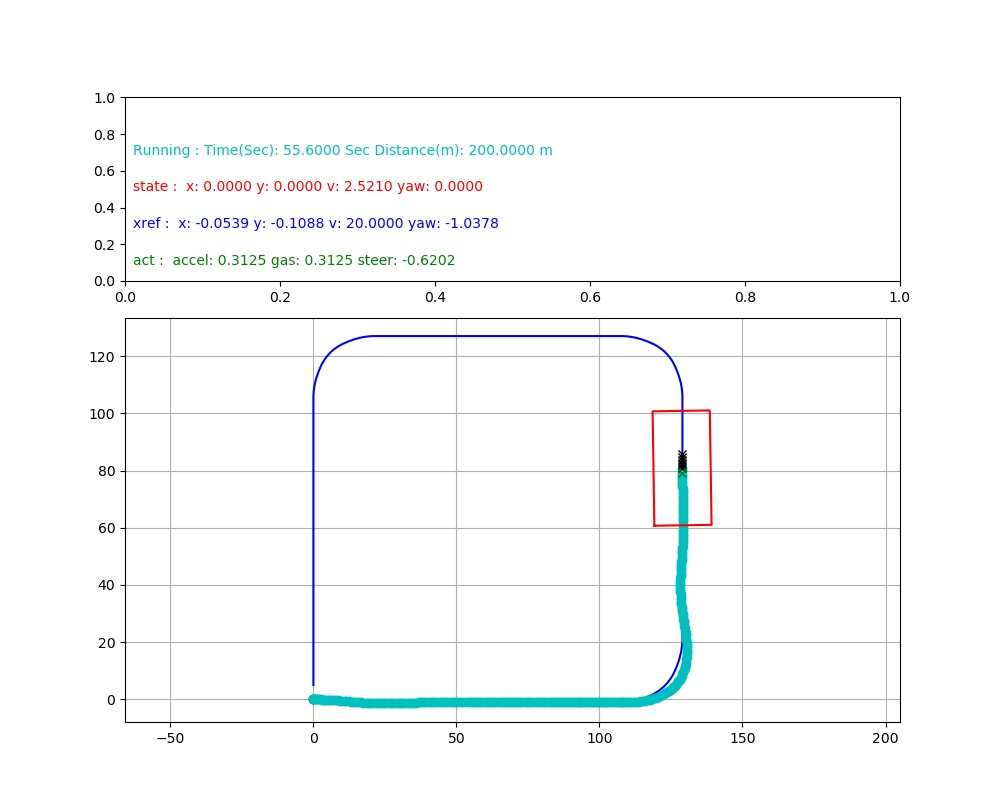 1.0
0.8
Running : Time(Sec): 55.6000 Sec Distance(m): 200.0000 m
0.6
state :  x: 0.0000 y: 0.0000 v: 2.5210 yaw: 0.0000
0.4
xref :  x: -0.0539 y: -0.1088 v: 20.0000 yaw: -1.0378
0.2
act :  accel: 0.3125 gas: 0.3125 steer: -0.6202
0.0
0.0 0.2 0.4 0.6 0.8 1.0
120
100
80
60
40
20
0
−50 0 50 100 150 200